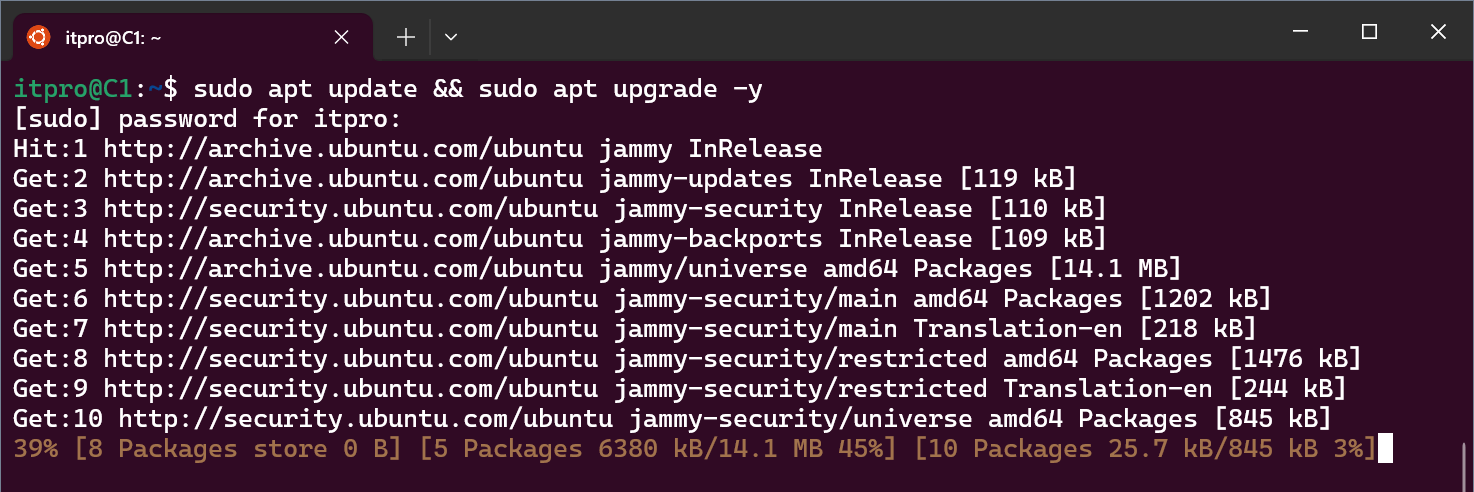 itpro@C1: ~
itpro@C1:~$ sudo apt update && sudo apt upgrade -y
[sudo] password for itpro:
Hit:1 http://archive.ubuntu.com/ubuntu jammy InRelease
Get:2 http://archive.ubuntu.com/ubuntu jammy-updates InRelease [119 kB]
Get:3 http://security.ubuntu.com/ubuntu jammy-security InRelease [110 kB]
Get:4 http://archive.ubuntu.com/ubuntu jammy-backports InRelease [109 kB]
Get:5 http://archive.ubuntu.com/ubuntu jammy/universe amd64 Packages [14.1 MB]
Get:6 http://security.ubuntu.com/ubuntu jammy-security/main amd64 Packages [1202 kB]
Get:7 http://security.ubuntu.com/ubuntu jammy-security/main Translation-en [218 kB]
Get:8 http://security.ubuntu.com/ubuntu jammy-security/restricted amd64 Packages [1476 kB]
Get:9 http://security.ubuntu.com/ubuntu jammy-security/restricted Translation-en [244 kB]
Get:10 http://security.ubuntu.com/ubuntu jammy-security/universe amd64 Packages [845 kB]
39% [8 Packages store 0 B] [5 Packages 6380 kB/14.1 MB 45%] [10 Packages 25.7 kB/845 kB 3%]